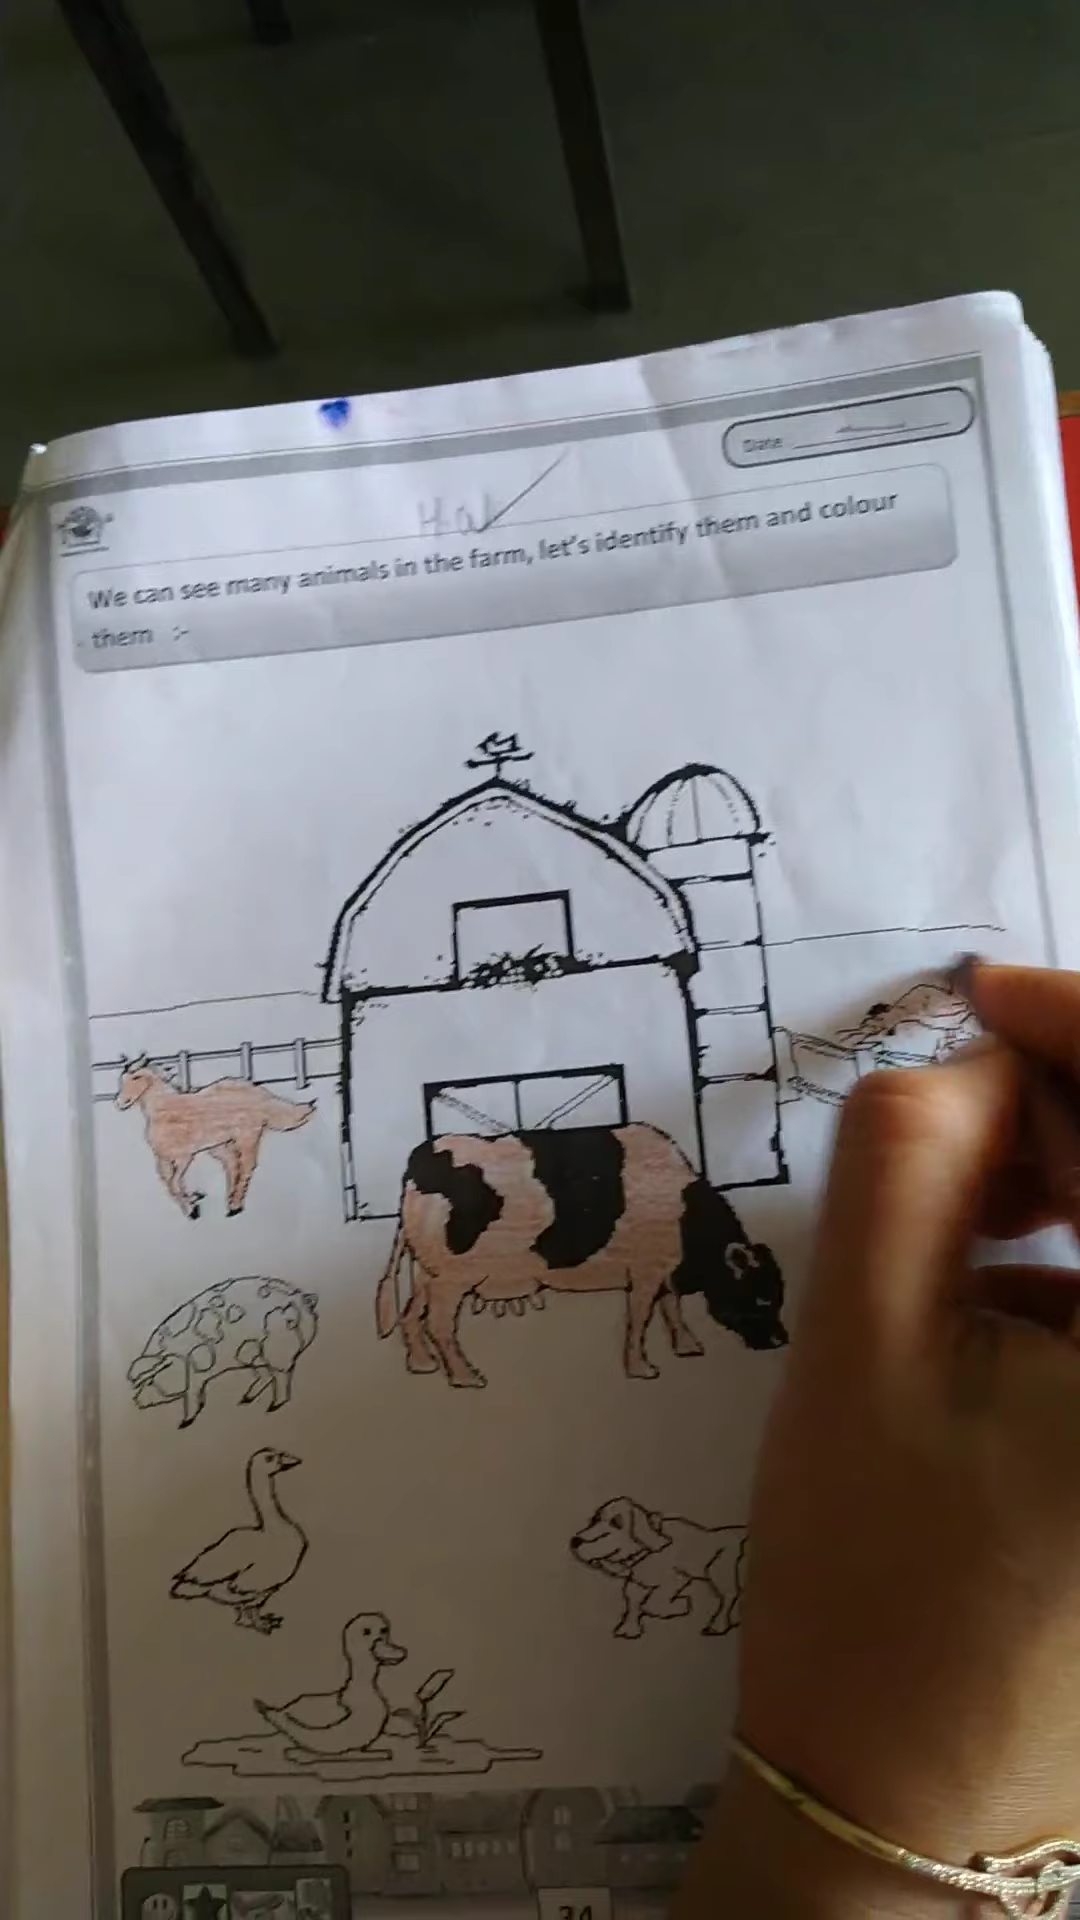 Date
H.W
We can see many animals in the farm, let's identify them and colour
them :-
34